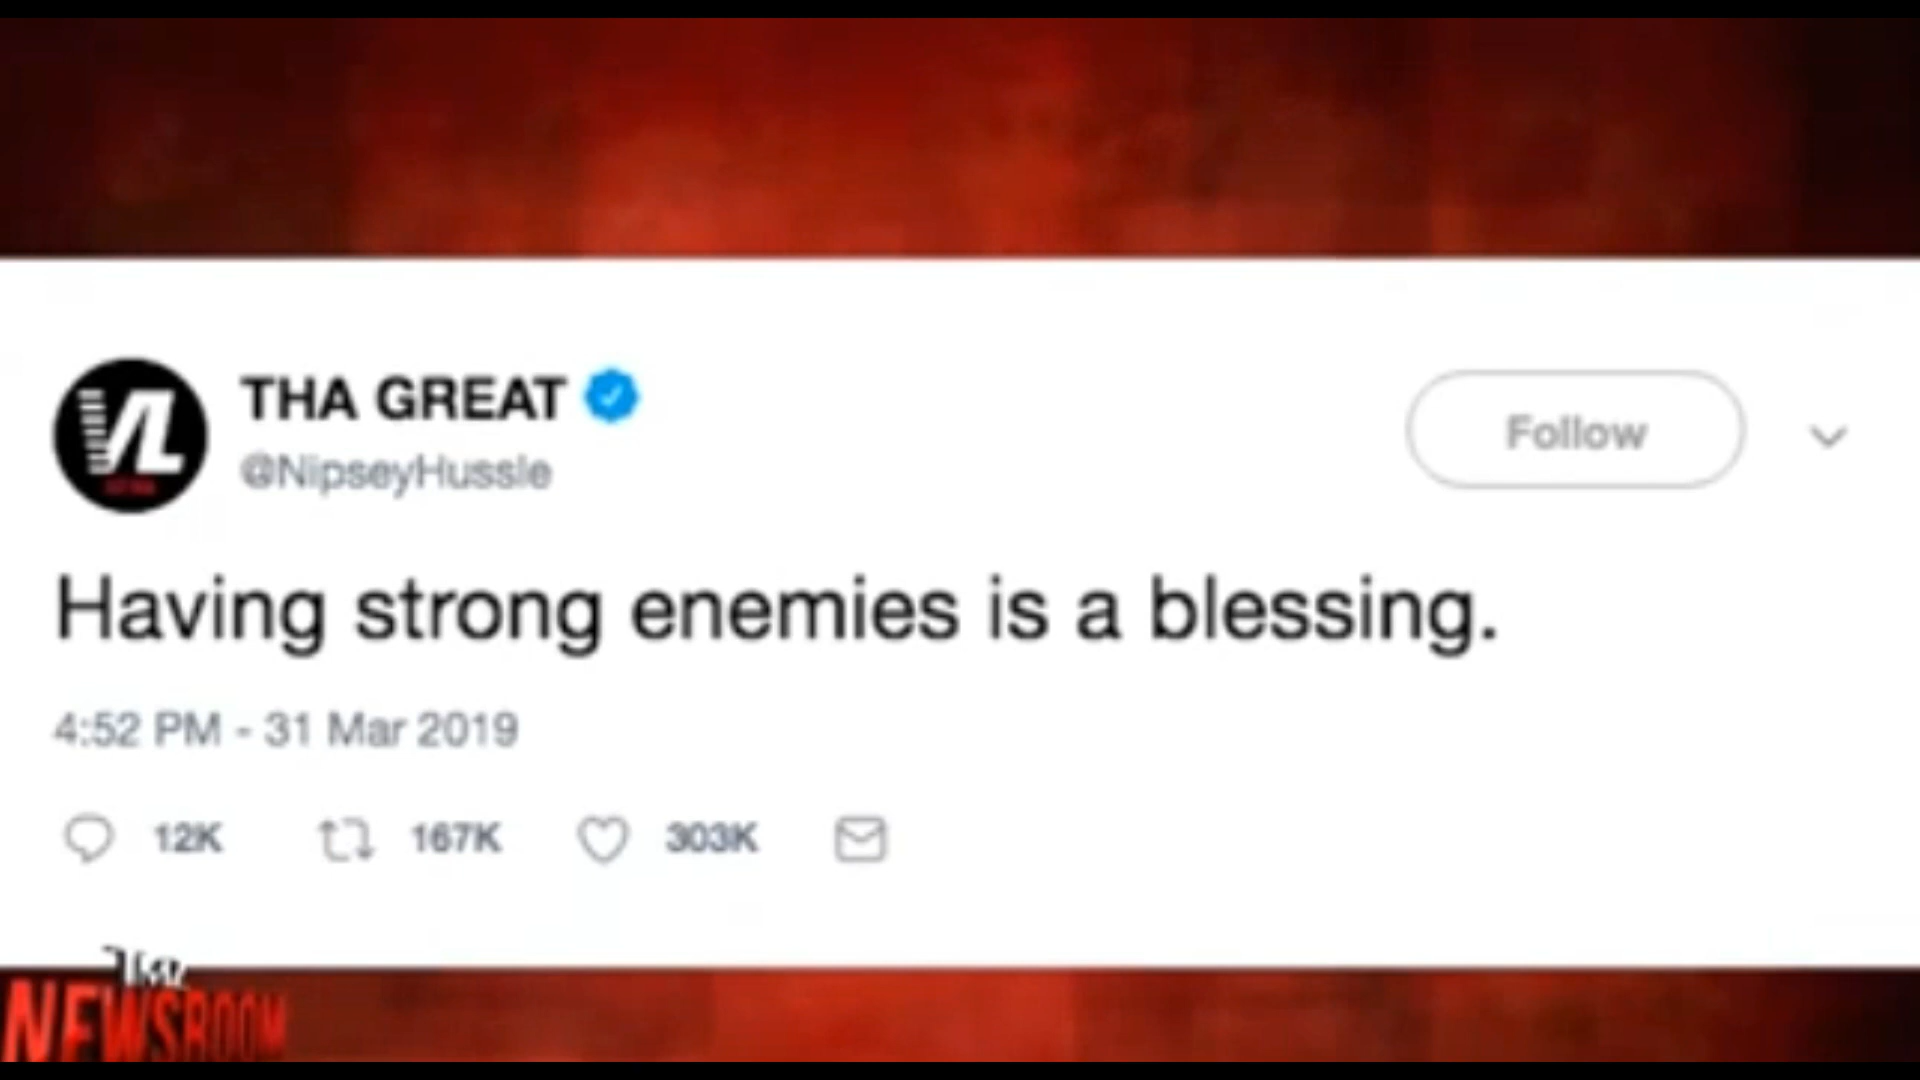 THA GREAT
@NipseyHussle
Follow
Having strong enemies is a blessing.
4:52 PM - 31 Mar 2019
12K 167K 303K
NEWSROOM